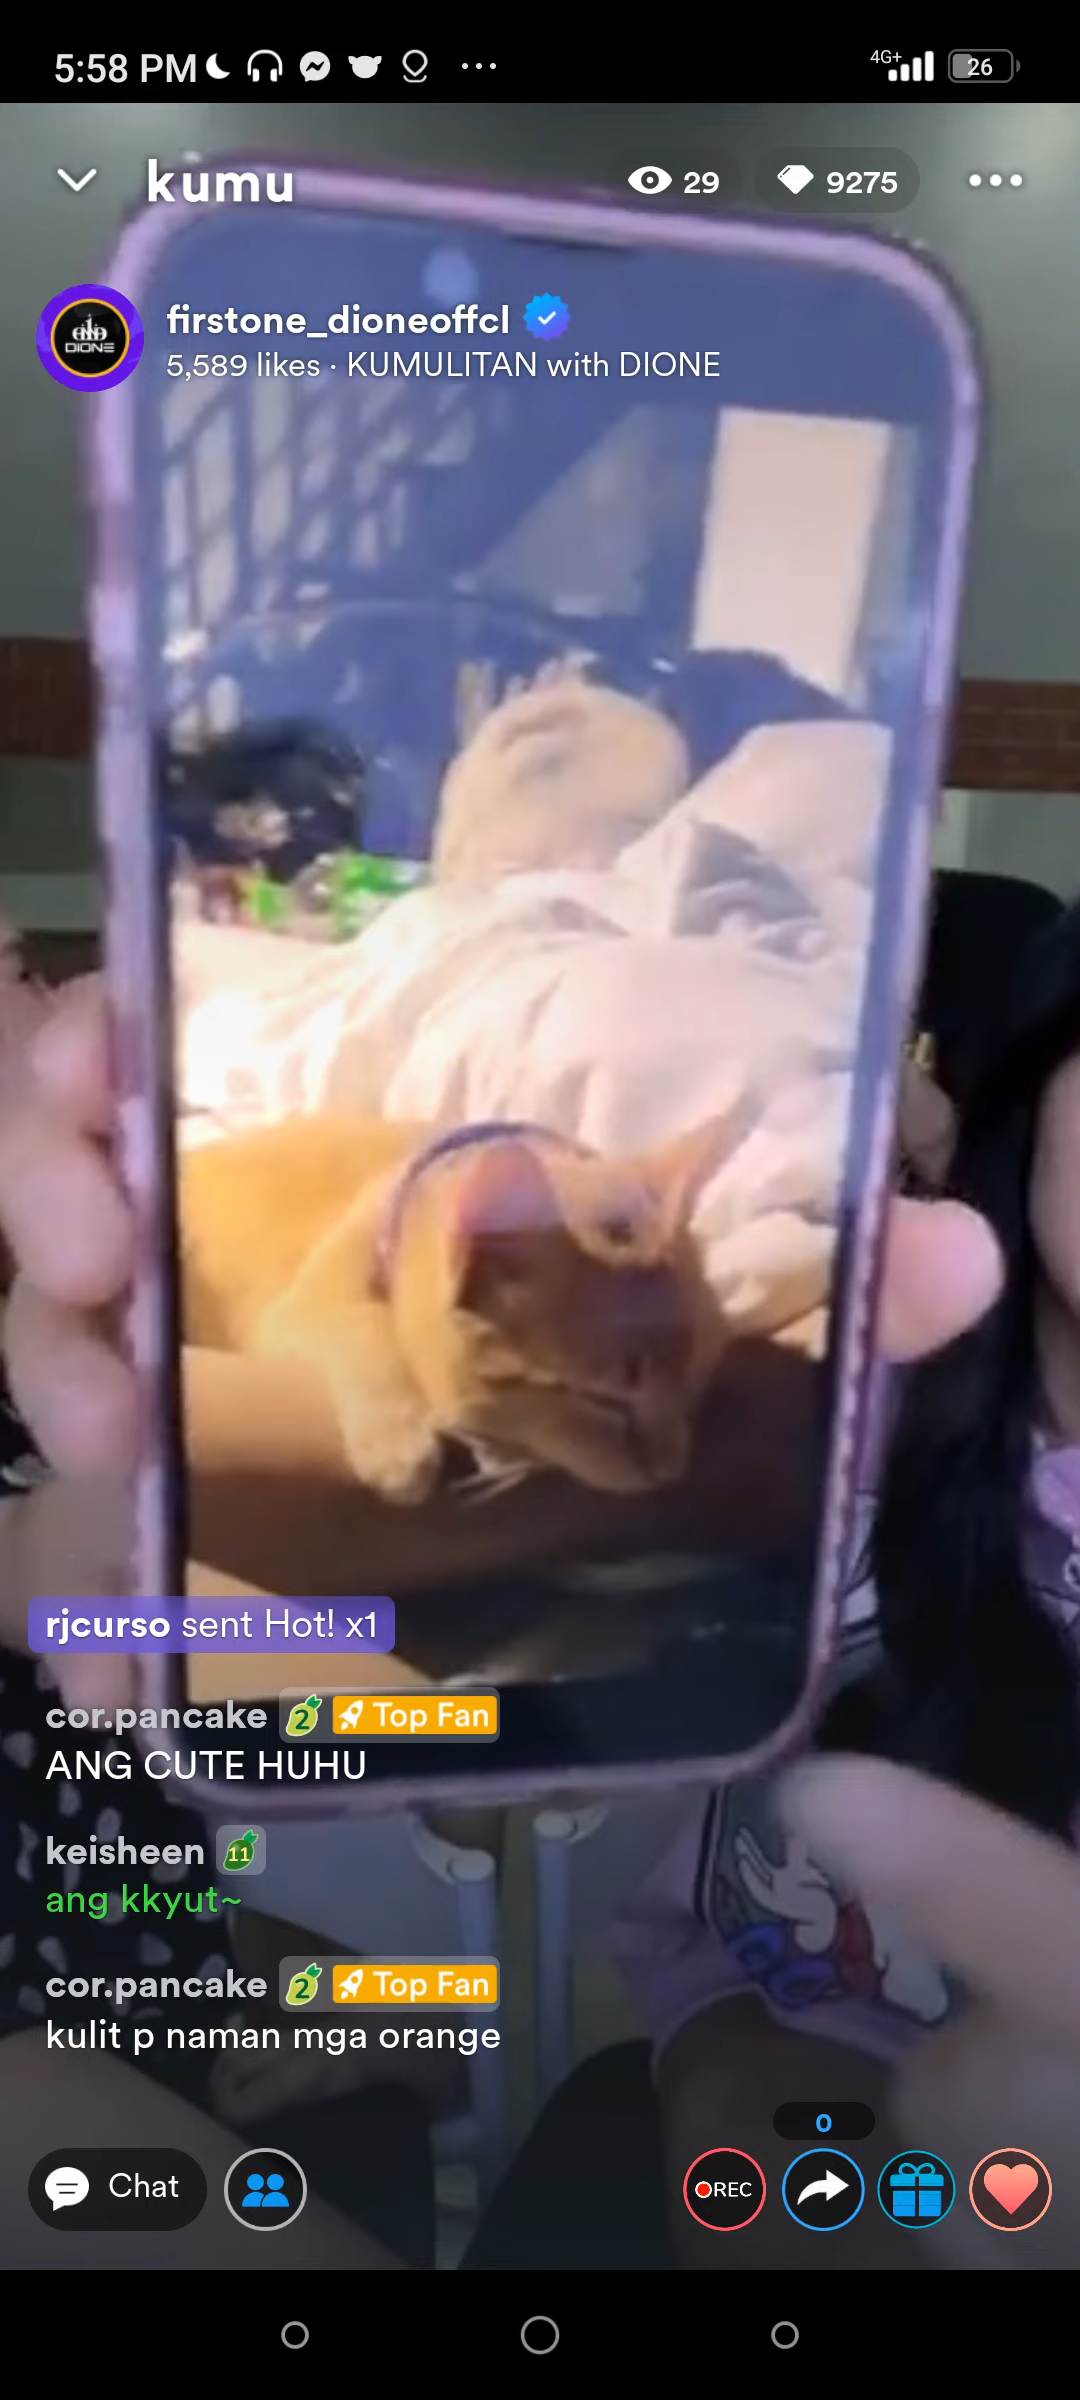 5:58 PM
4G+
26
kumu
29
9275
DIONE
firstone_dioneoffcl
5,589 likes · KUMULITAN with DIONE
rjcurso sent Hot! x1
cor.pancake 2 Top Fan
ANG CUTE HUHU
keisheen 11
ang kkyut~
cor.pancake 2 Top Fan
kulit p naman mga orange
0
Chat
REC